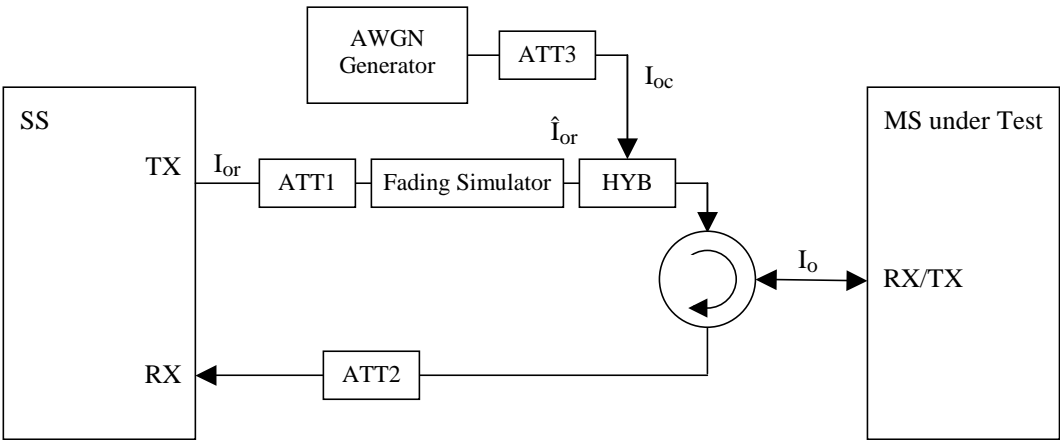 AWGN
Generator
ATT3
I_oc
SS
MS under Test
Î_or
TX
I_or
ATT1
Fading Simulator
HYB
I_o
RX/TX
RX
ATT2